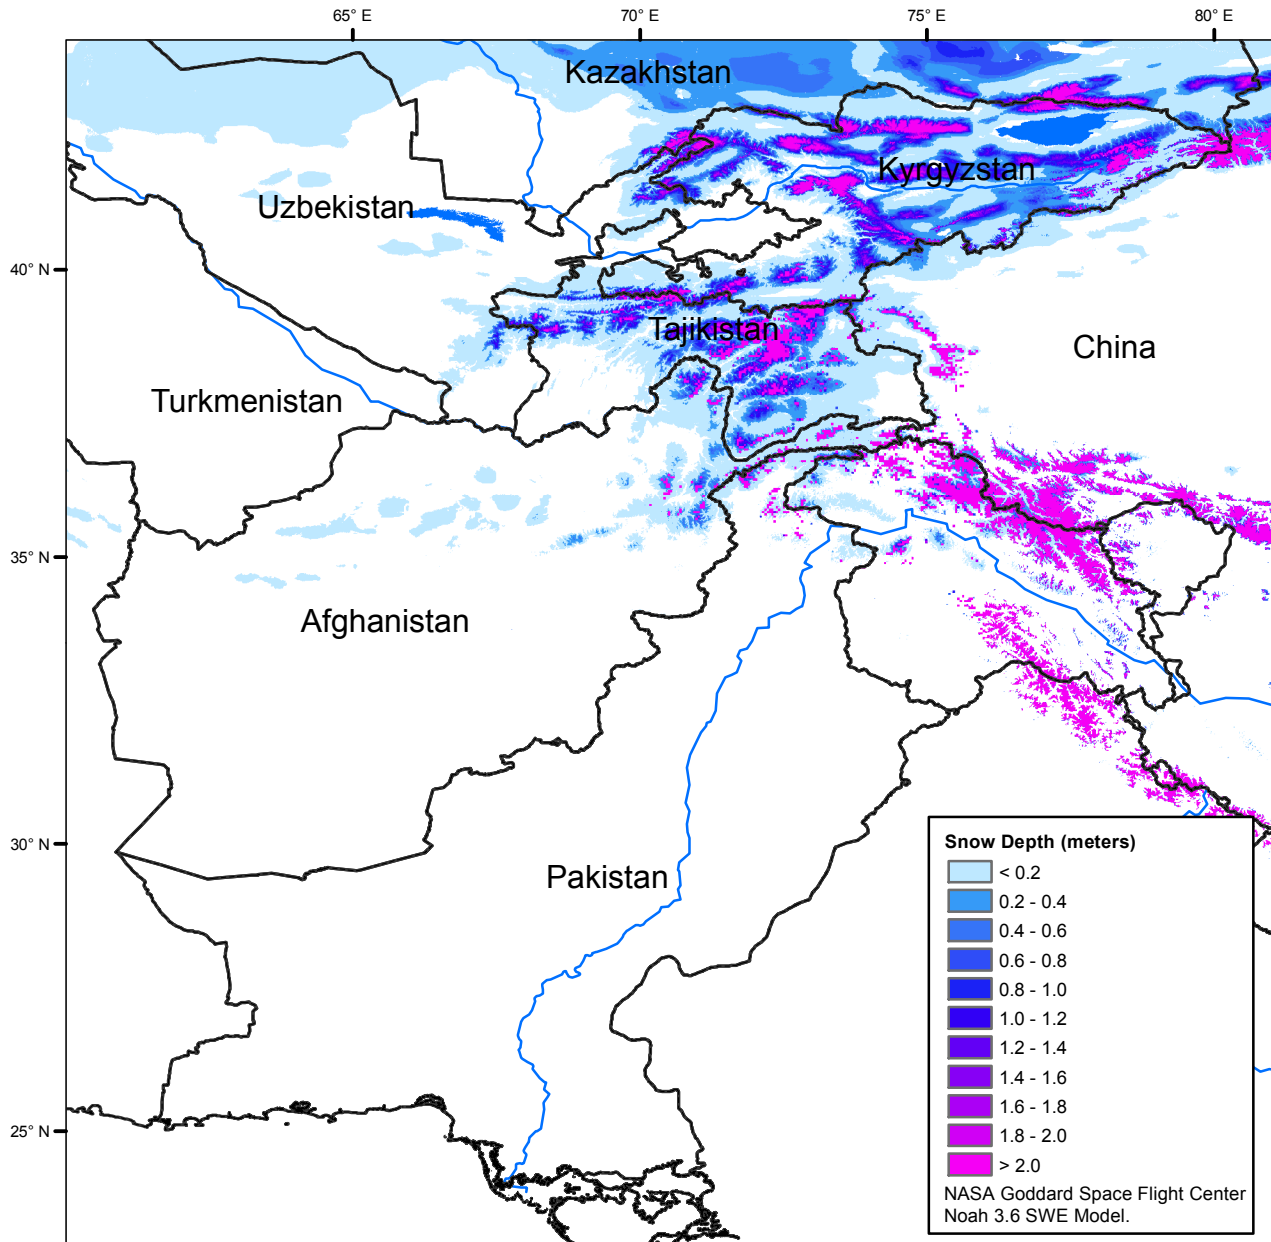 65° E
70° E
75° E
80° E
Kazakhstan
Kyrgyzstan
Uzbekistan
40° N
Tajikistan
China
Turkmenistan
35° N
Afghanistan
30° N
Pakistan
25° N
Snow Depth (meters)
< 0.2
0.2 - 0.4
0.4 - 0.6
0.6 - 0.8
0.8 - 1.0
1.0 - 1.2
1.2 - 1.4
1.4 - 1.6
1.6 - 1.8
1.8 - 2.0
> 2.0
NASA Goddard Space Flight Center
Noah 3.6 SWE Model.